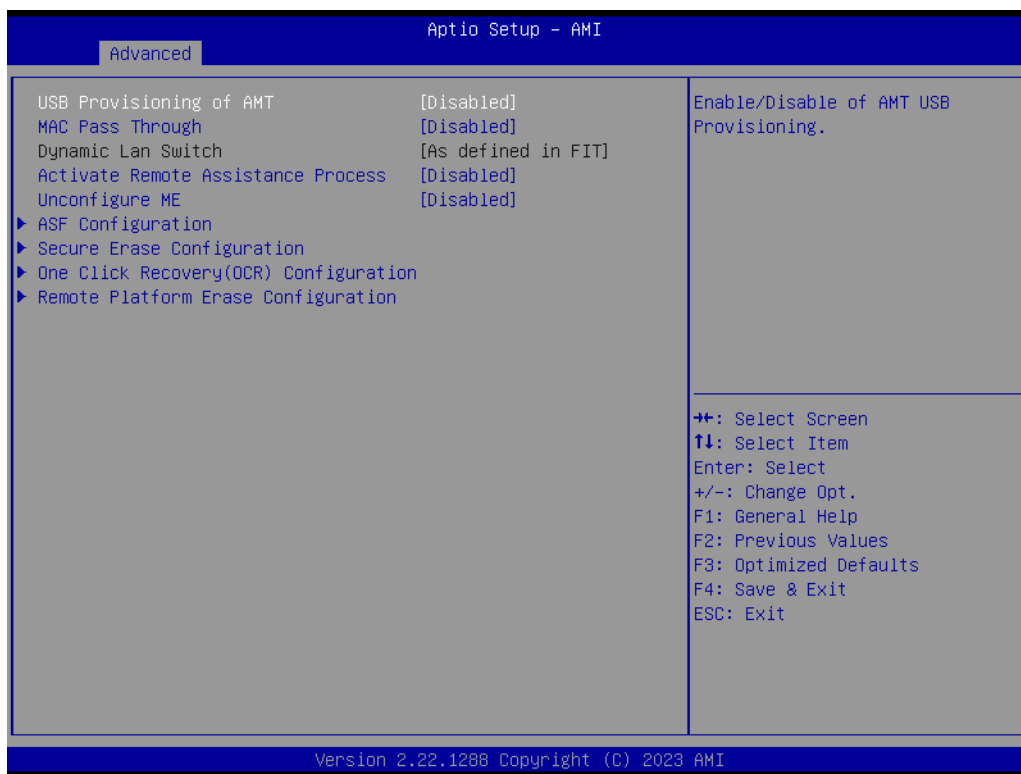 Aptio Setup – AMI
Advanced
USB Provisioning of AMT [Disabled]
MAC Pass Through [Disabled]
Dynamic Lan Switch [As defined in FIT]
Activate Remote Assistance Process [Disabled]
Unconfigure ME [Disabled]
ASF Configuration
Secure Erase Configuration
One Click Recovery(OCR) Configuration
Remote Platform Erase Configuration
Enable/Disable of AMT USB
Provisioning.
→←: Select Screen
↑↓: Select Item
Enter: Select
+/-: Change Opt.
F1: General Help
F2: Previous Values
F3: Optimized Defaults
F4: Save & Exit
ESC: Exit
Version 2.22.1288 Copyright (C) 2023 AMI